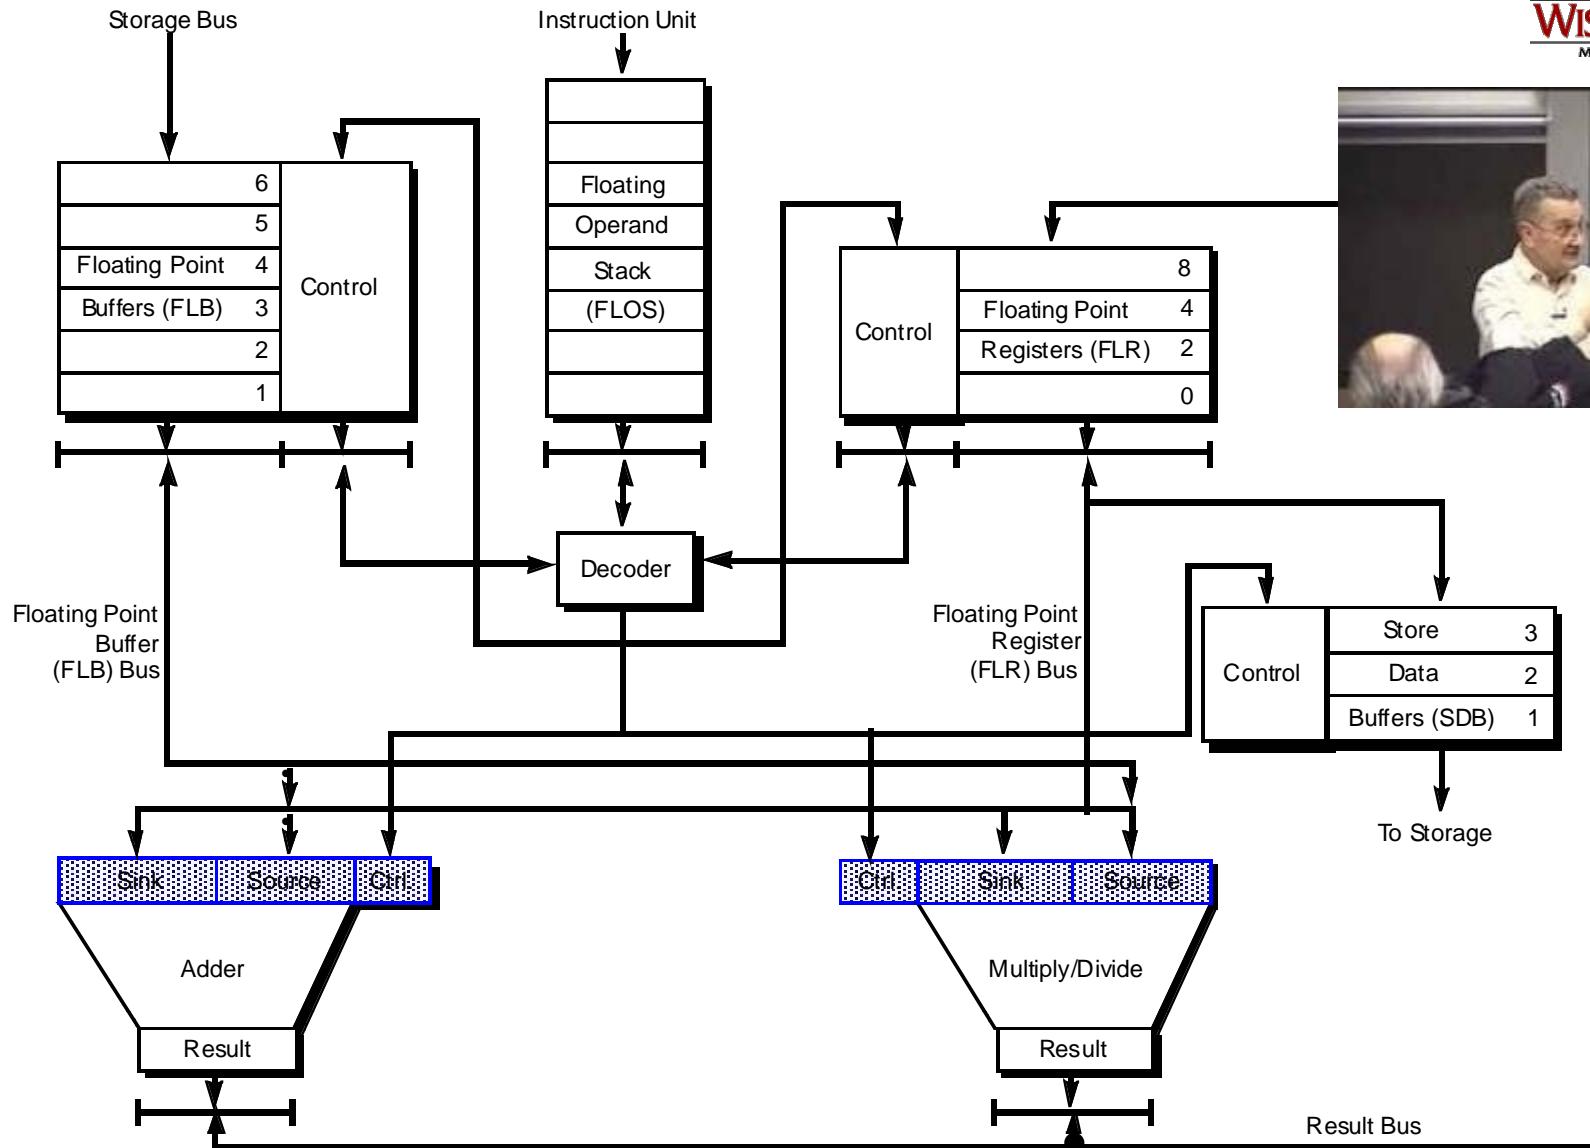 Storage Bus
Instruction Unit
6
5
Floating Point 4
Buffers (FLB) 3
2
1
Control
Floating
Operand
Stack
(FLOS)
Control
8
Floating Point 4
Registers (FLR) 2
0
Decoder
Floating Point
Buffer
(FLB) Bus
Floating Point
Register
(FLR) Bus
Control
Store 3
Data 2
Buffers (SDB) 1
To Storage
Sink Source Ctrl.
Ctrl. Sink Source
Adder
Multiply/Divide
Result
Result
Result Bus